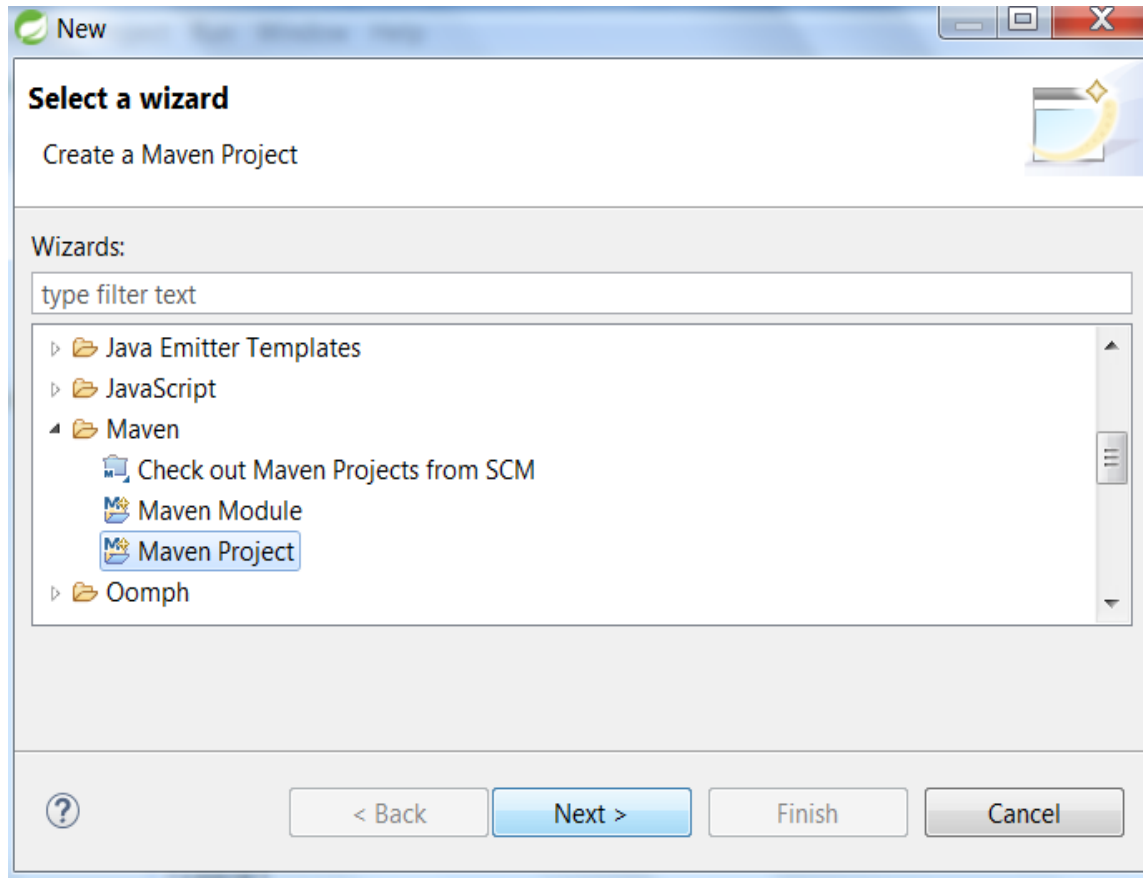 New
Select a wizard
Create a Maven Project
Wizards:
type filter text
Java Emitter Templates
JavaScript
Maven
Check out Maven Projects from SCM
Maven Module
Maven Project
Oomph
? < Back Next > Finish Cancel